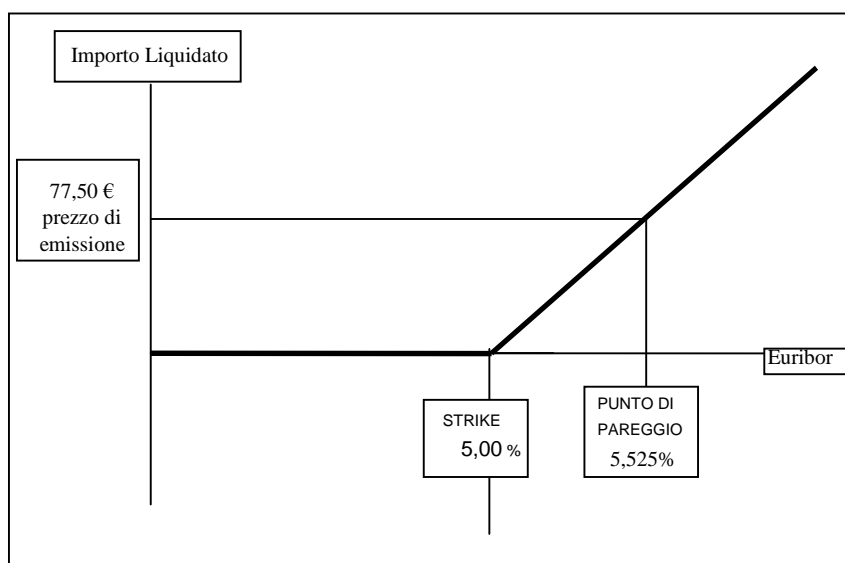 Importo Liquidato
77,50 €
prezzo di
emissione
Euribor
STRIKE
5,00 %
PUNTO DI
PAREGGIO
5,525%